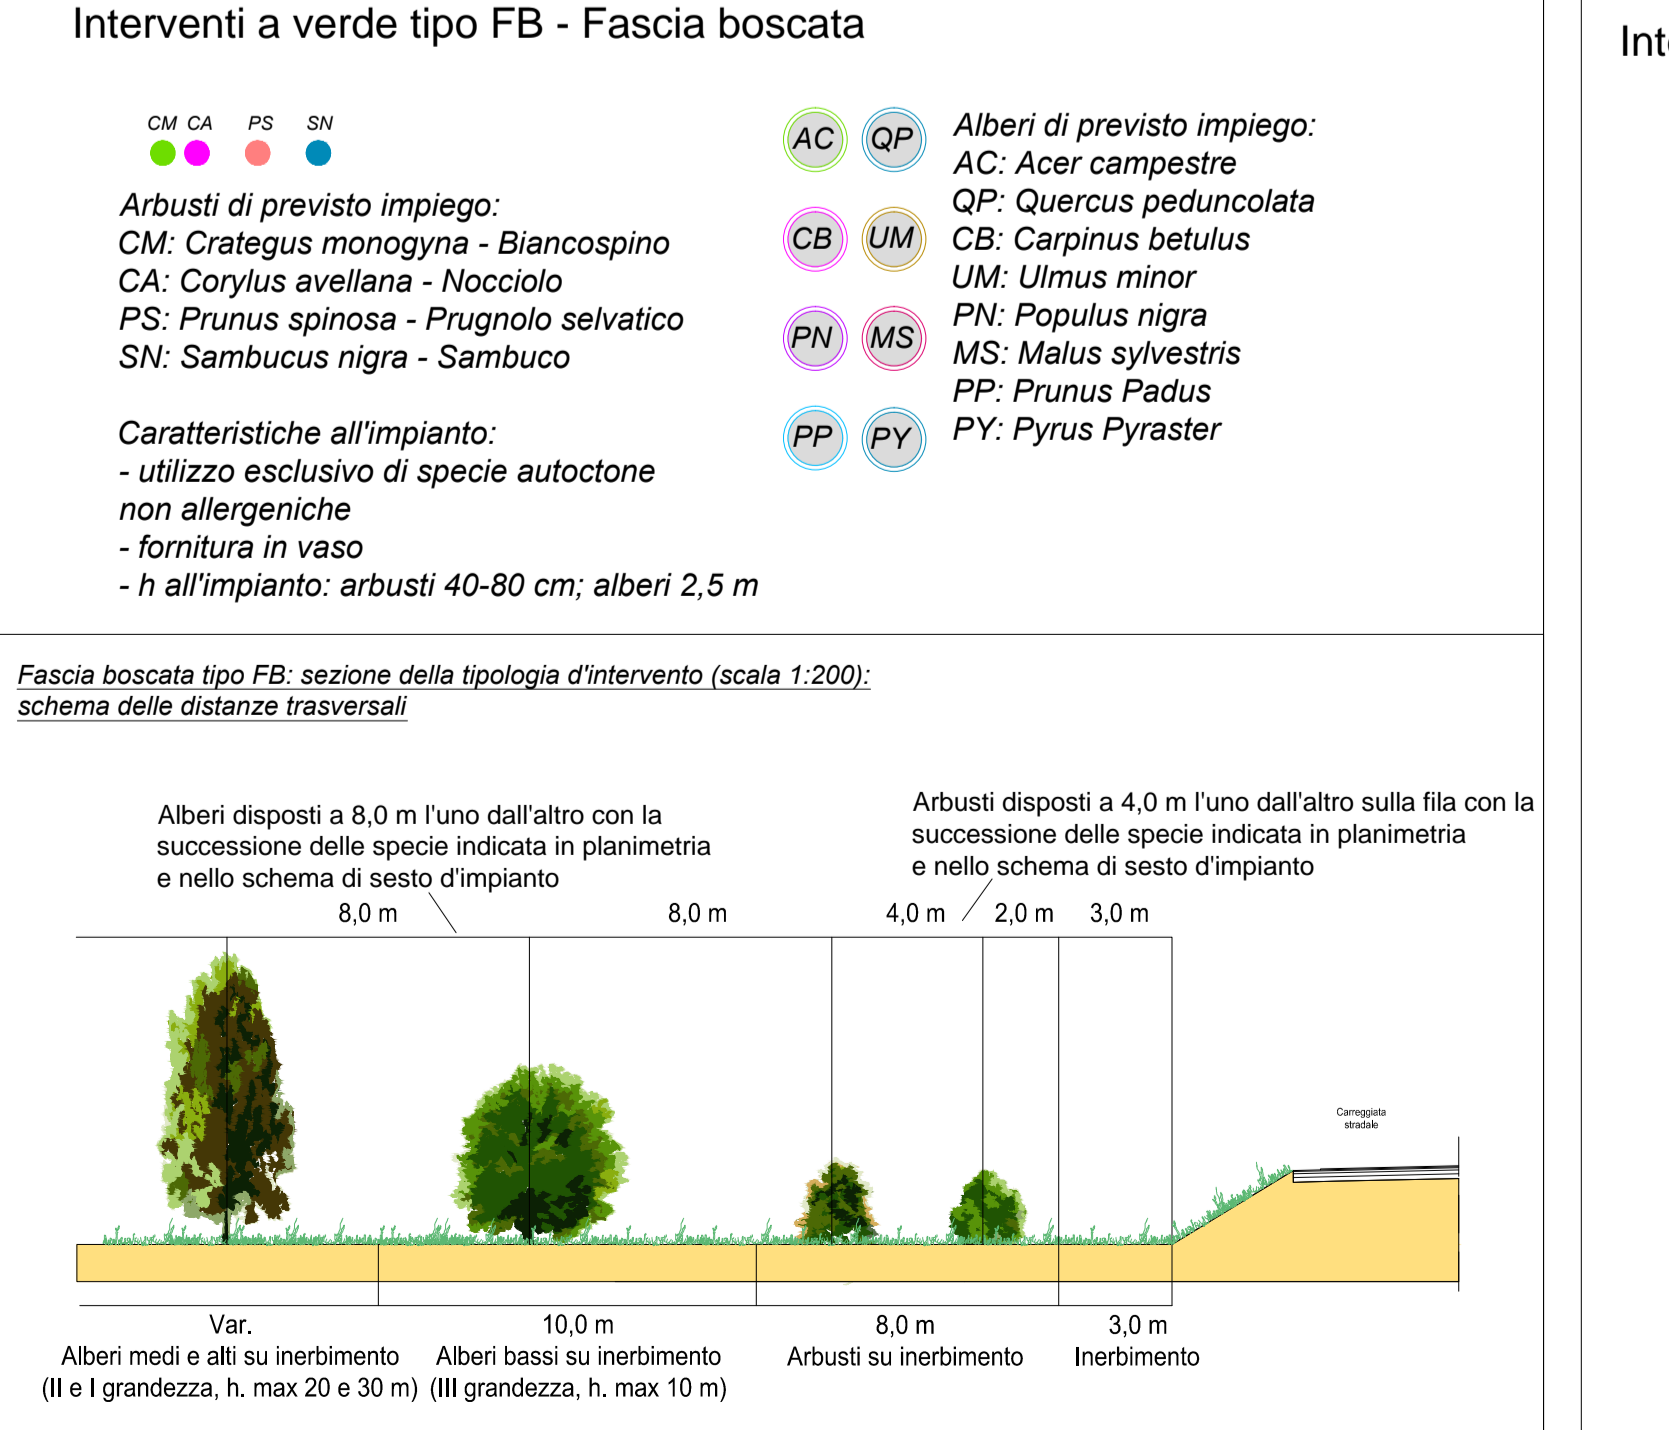 Interventi a verde tipo FB - Fascia boscata
Int
CM CA PS SN
Arbusti di previsto impiego:
CM: Crategus monogyna - Biancospino
CA: Corylus avellana - Nocciolo
PS: Prunus spinosa - Prugnolo selvatico
SN: Sambucus nigra - Sambuco
Caratteristiche all'impianto:
- utilizzo esclusivo di specie autoctone
non allergeniche
- fornitura in vaso
- h all'impianto: arbusti 40-80 cm; alberi 2,5 m
AC QP
CB UM
PN MS
PP PY
Alberi di previsto impiego:
AC: Acer campestre
QP: Quercus peduncolata
CB: Carpinus betulus
UM: Ulmus minor
PN: Populus nigra
MS: Malus sylvestris
PP: Prunus Padus
PY: Pyrus Pyraster
Fascia boscata tipo FB: sezione della tipologia d'intervento (scala 1:200):
schema delle distanze trasversali
Alberi disposti a 8,0 m l'uno dall'altro con la
successione delle specie indicata in planimetria
e nello schema di sesto d'impianto
Arbusti disposti a 4,0 m l'uno dall'altro sulla fila con la
successione delle specie indicata in planimetria
e nello schema di sesto d'impianto
8,0 m 8,0 m 4,0 m 2,0 m 3,0 m
Carreggiata
stradale
Var.
Alberi medi e alti su inerbimento
(II e I grandezza, h. max 20 e 30 m)
10,0 m
Alberi bassi su inerbimento
(III grandezza, h. max 10 m)
8,0 m
Arbusti su inerbimento
3,0 m
Inerbimento